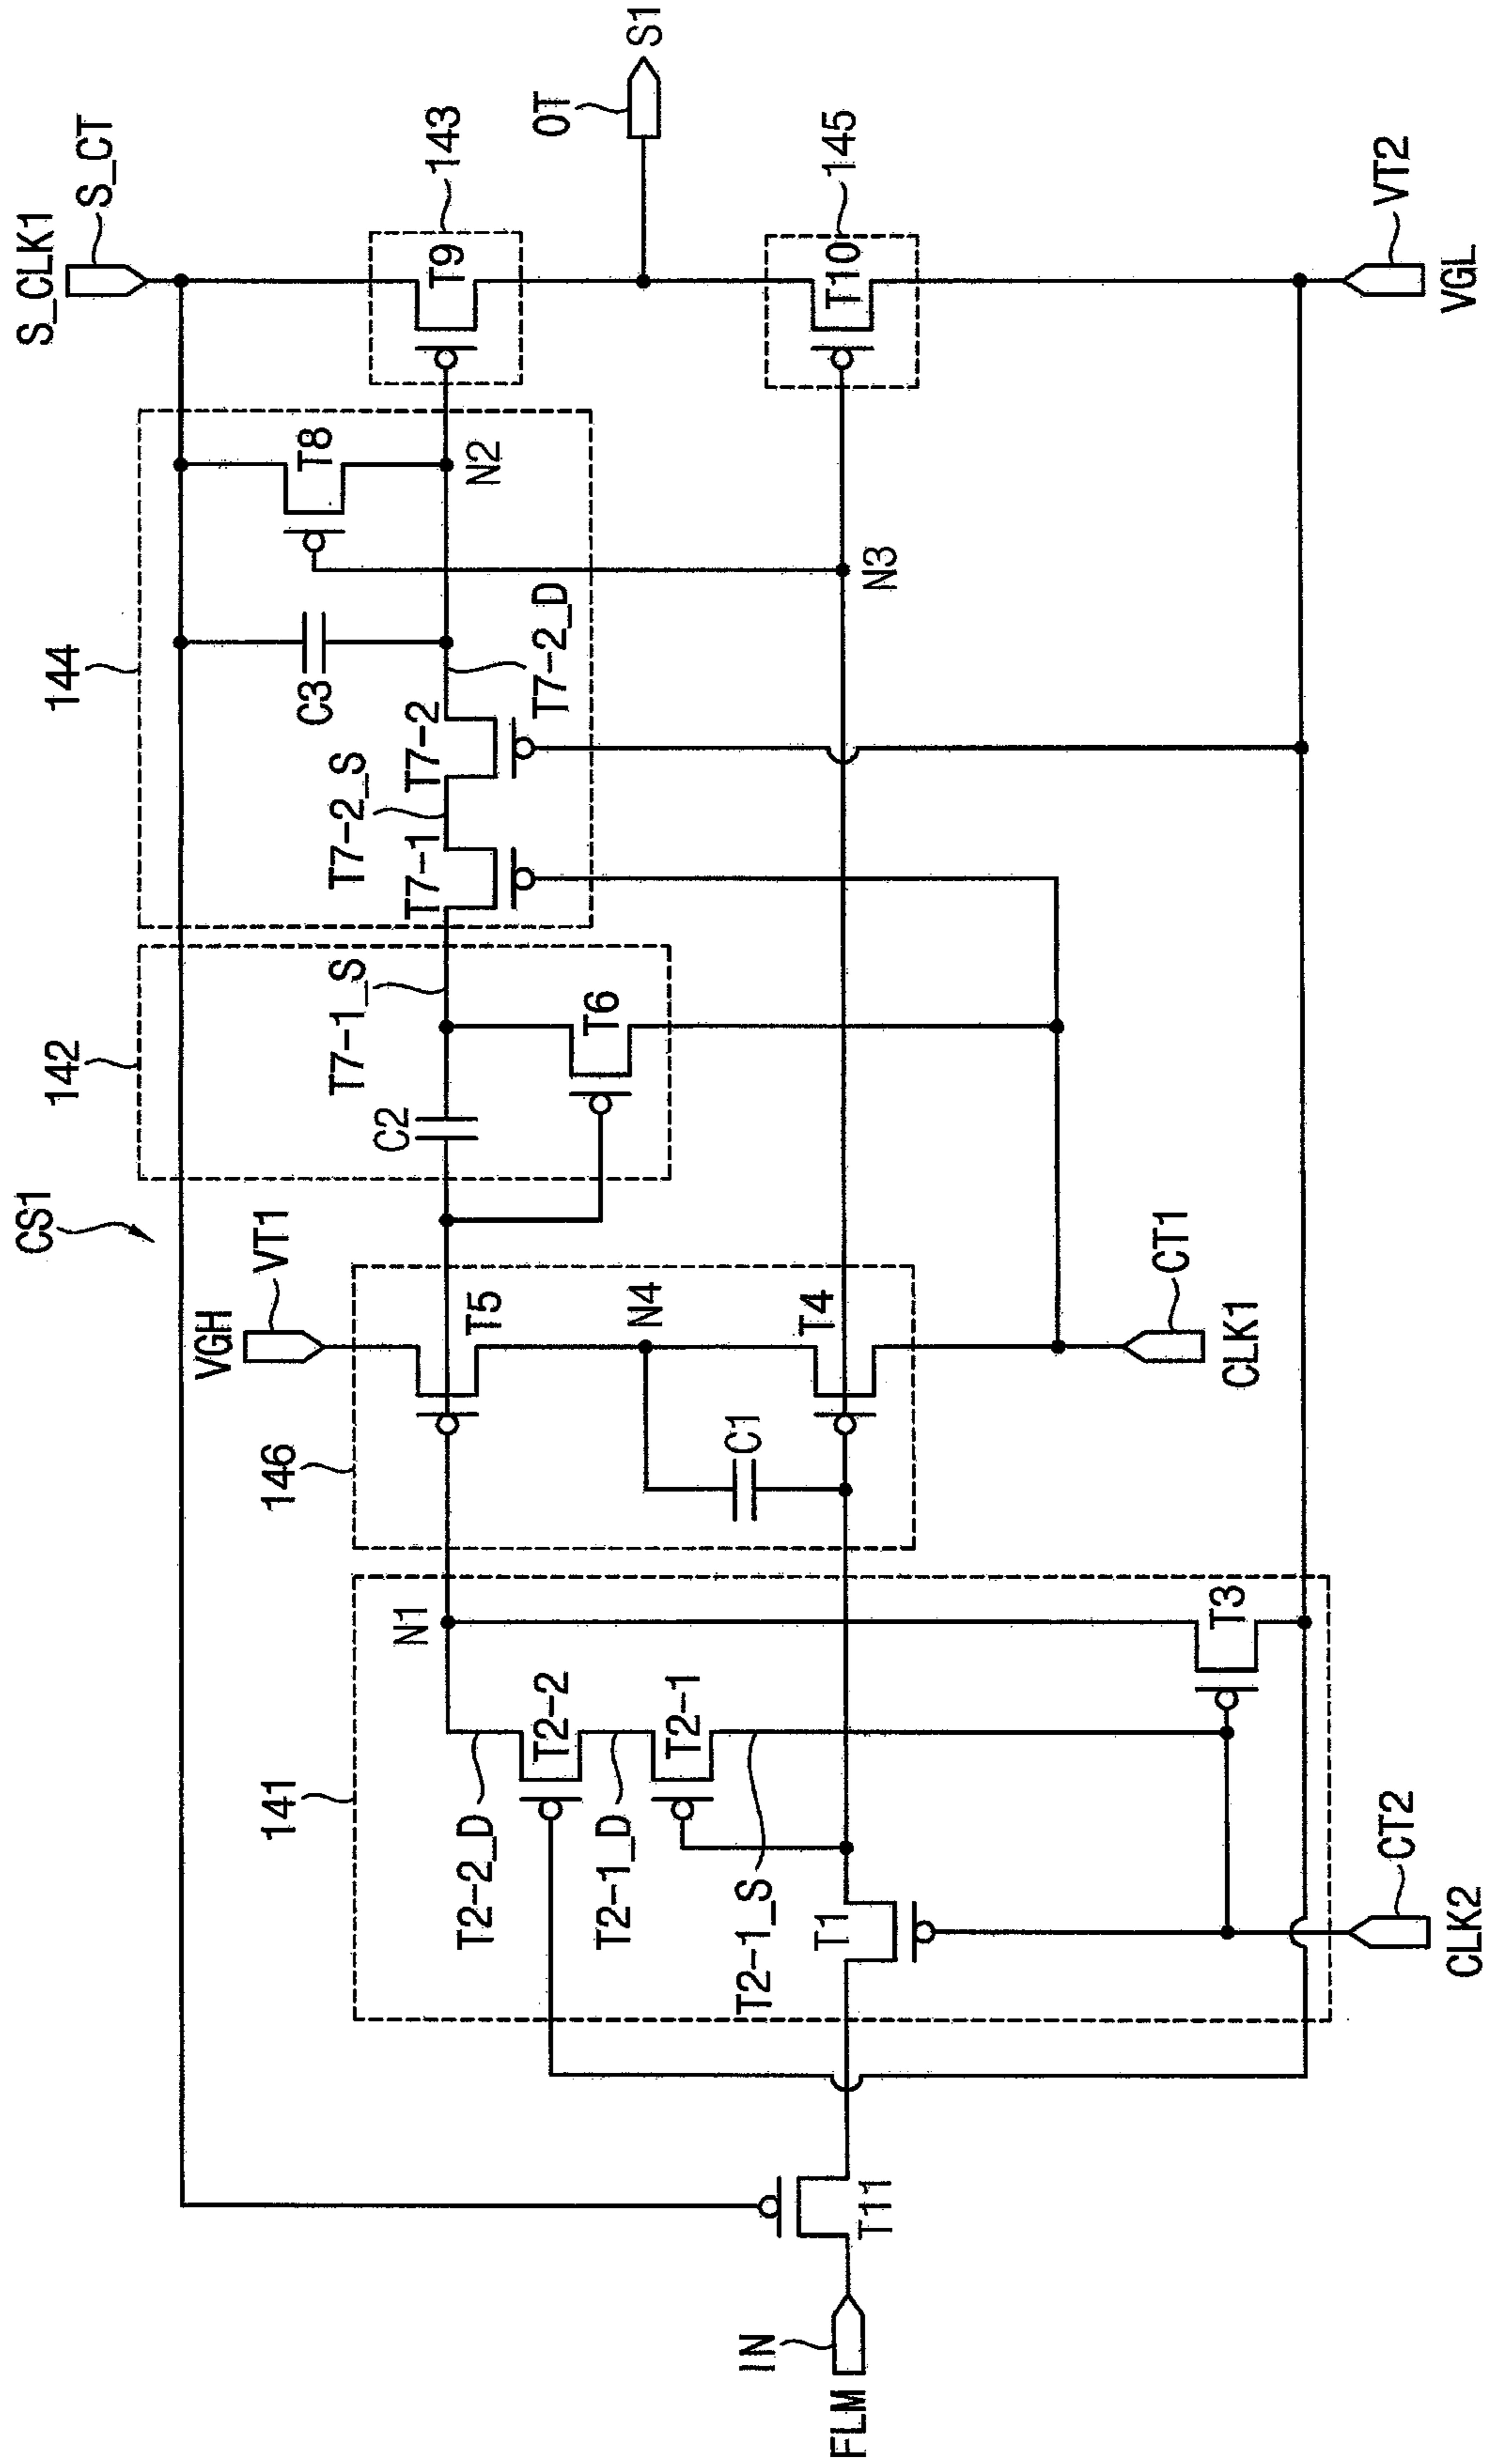 S_CLK1
S_CT
143
OT
S1
145
VT2
VGL
T9
T10
T8
N2
N3
144
C3
T7-2_D
T7-2
T7-2_S
T7-1
T7-1_S
142
T6
C2
CS1
VT1
VGH
T5
N4
T4
CT1
CLK1
146
C1
N1
T3
T2-2
T2-1
141
T2-2_D
T2-1_D
T2-1_S
T1
CT2
CLK2
T11
IN
FLM